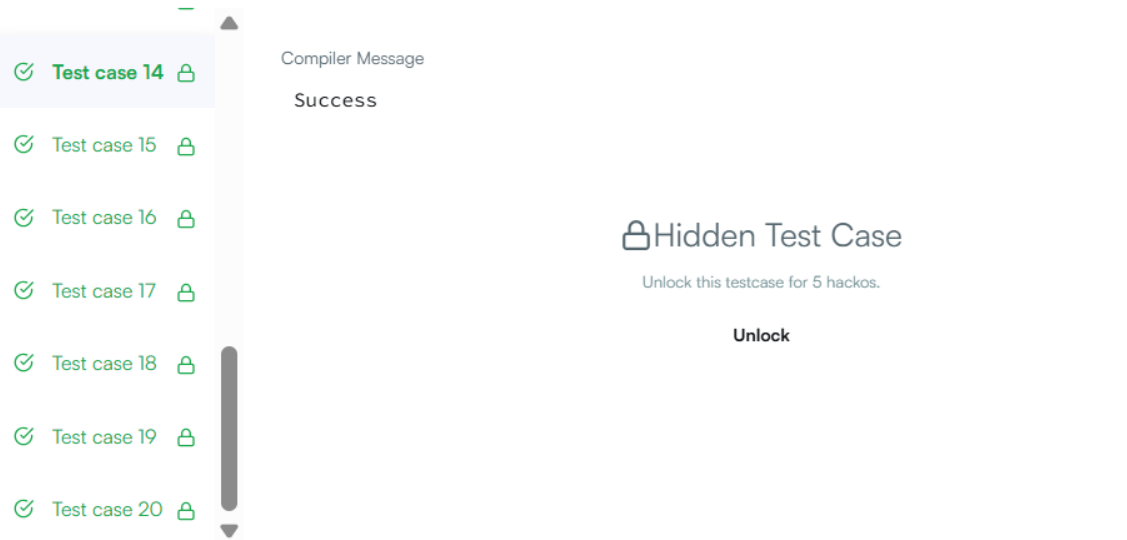 Test case 14
Test case 15
Test case 16
Test case 17
Test case 18
Test case 19
Test case 20
Compiler Message
Success
Hidden Test Case
Unlock this testcase for 5 hackos.
Unlock